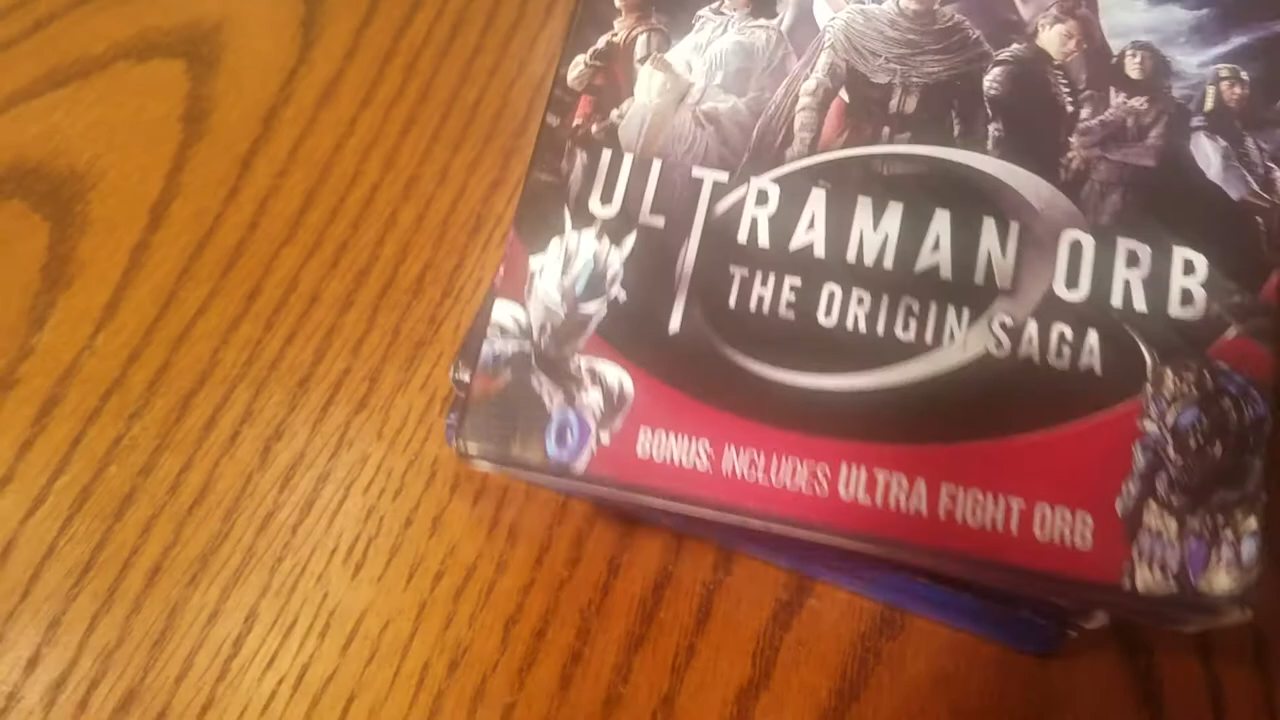 ULTRAMAN ORB
THE ORIGIN SAGA
BONUS: INCLUDES ULTRA FIGHT ORB